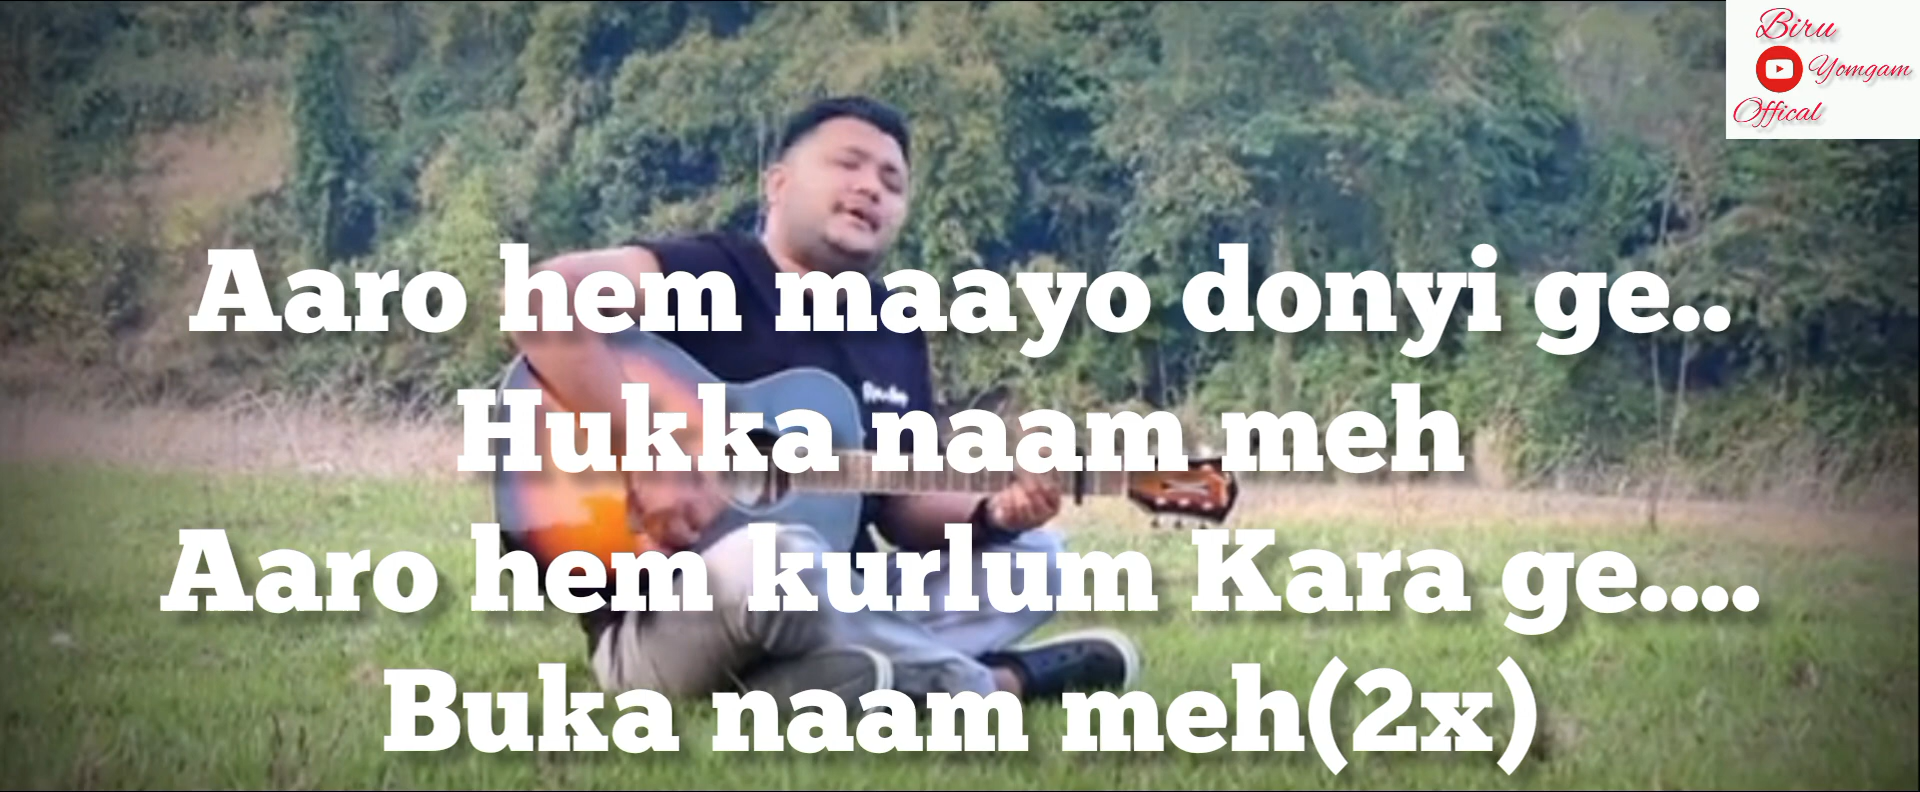 Biru
Yomgam
Offical
Aaro hem maayo donyi ge..
Hukka naam meh
Aaro hem kurlum Kara ge....
Buka naam meh(2x)